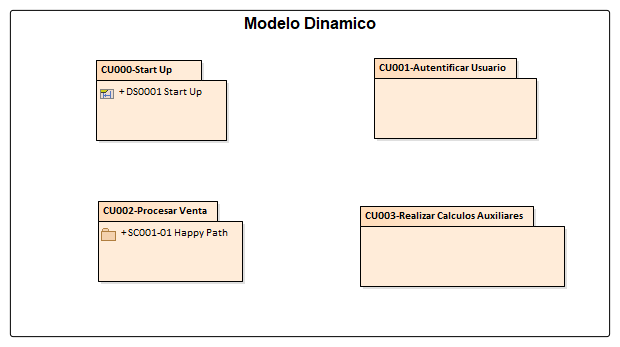 Modelo Dinamico
CU000-Start Up
+ DS0001 Start Up
CU001-Autentificar Usuario
CU002-Procesar Venta
+ SC001-01 Happy Path
CU003-Realizar Calculos Auxiliares